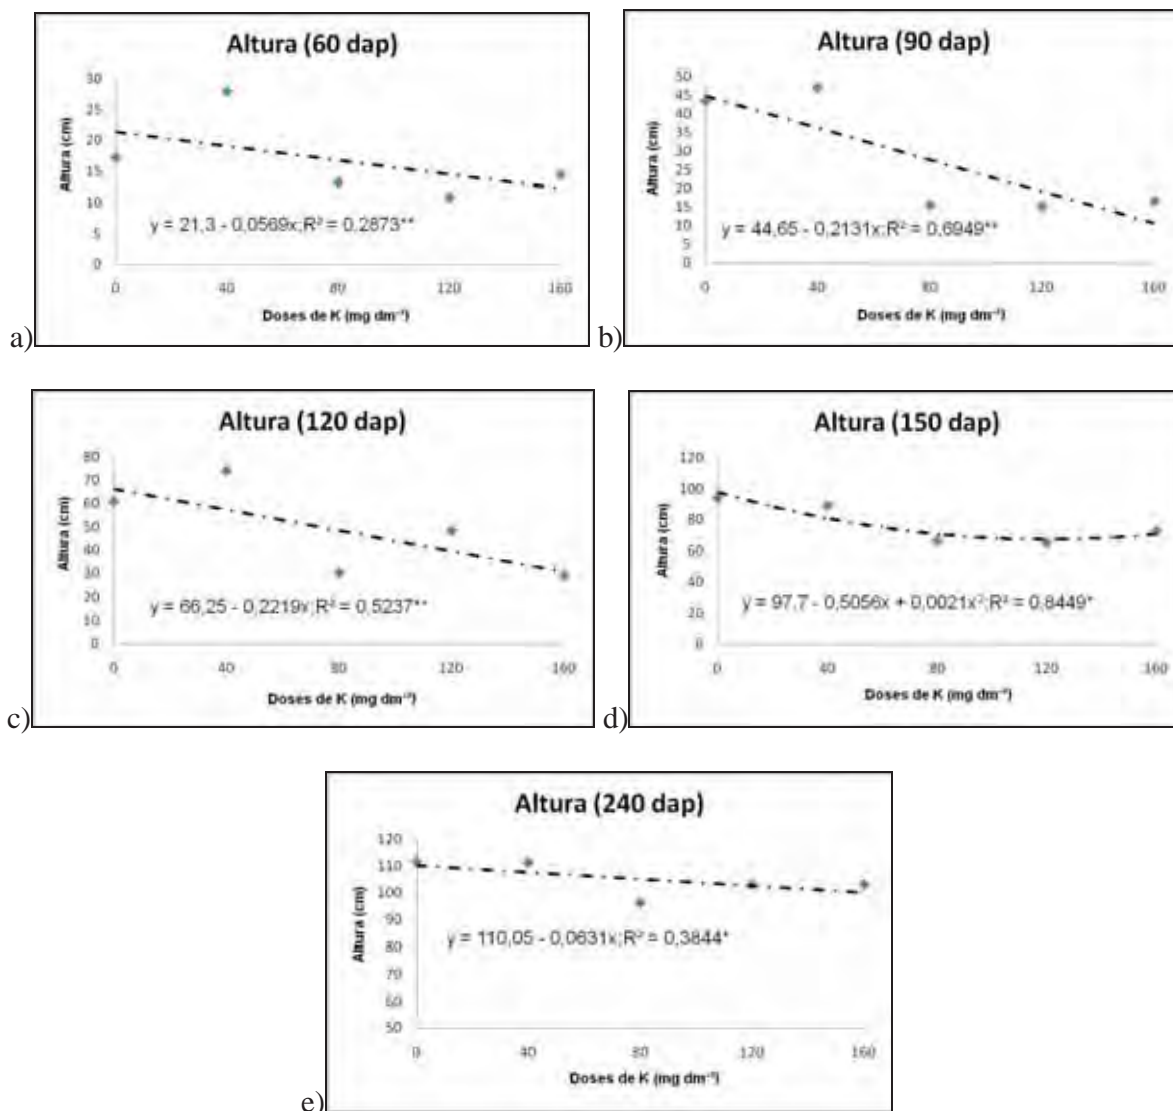 Altura (60 dap)
Altura (cm)
30
25
20
15
10
5
0
y = 21,3 - 0,0569x;R² = 0,2873**
0 40 80 120 160
Doses de K (mg dm⁻³)
a)
Altura (90 dap)
Altura (cm)
50
45
40
35
30
25
20
15
10
5
0
y = 44,65 - 0,2131x;R² = 0,6949**
0 40 80 120 160
Doses de K (mg dm⁻³)
b)
Altura (120 dap)
Altura (cm)
80
70
60
50
40
30
20
10
0
y = 66,25 - 0,2219x;R² = 0,5237**
0 40 80 120 160
Doses de K (mg dm⁻³)
c)
Altura (150 dap)
Altura (cm)
120
100
80
60
40
20
0
y = 97,7 - 0,5056x + 0,0021x²;R² = 0,8449*
0 40 80 120 160
Doses de K (mg dm⁻³)
d)
Altura (240 dap)
Altura (cm)
120
110
100
90
80
70
60
50
y = 110,05 - 0,0631x;R² = 0,3844*
0 40 80 120 160
Doses de K (mg dm⁻³)
e)